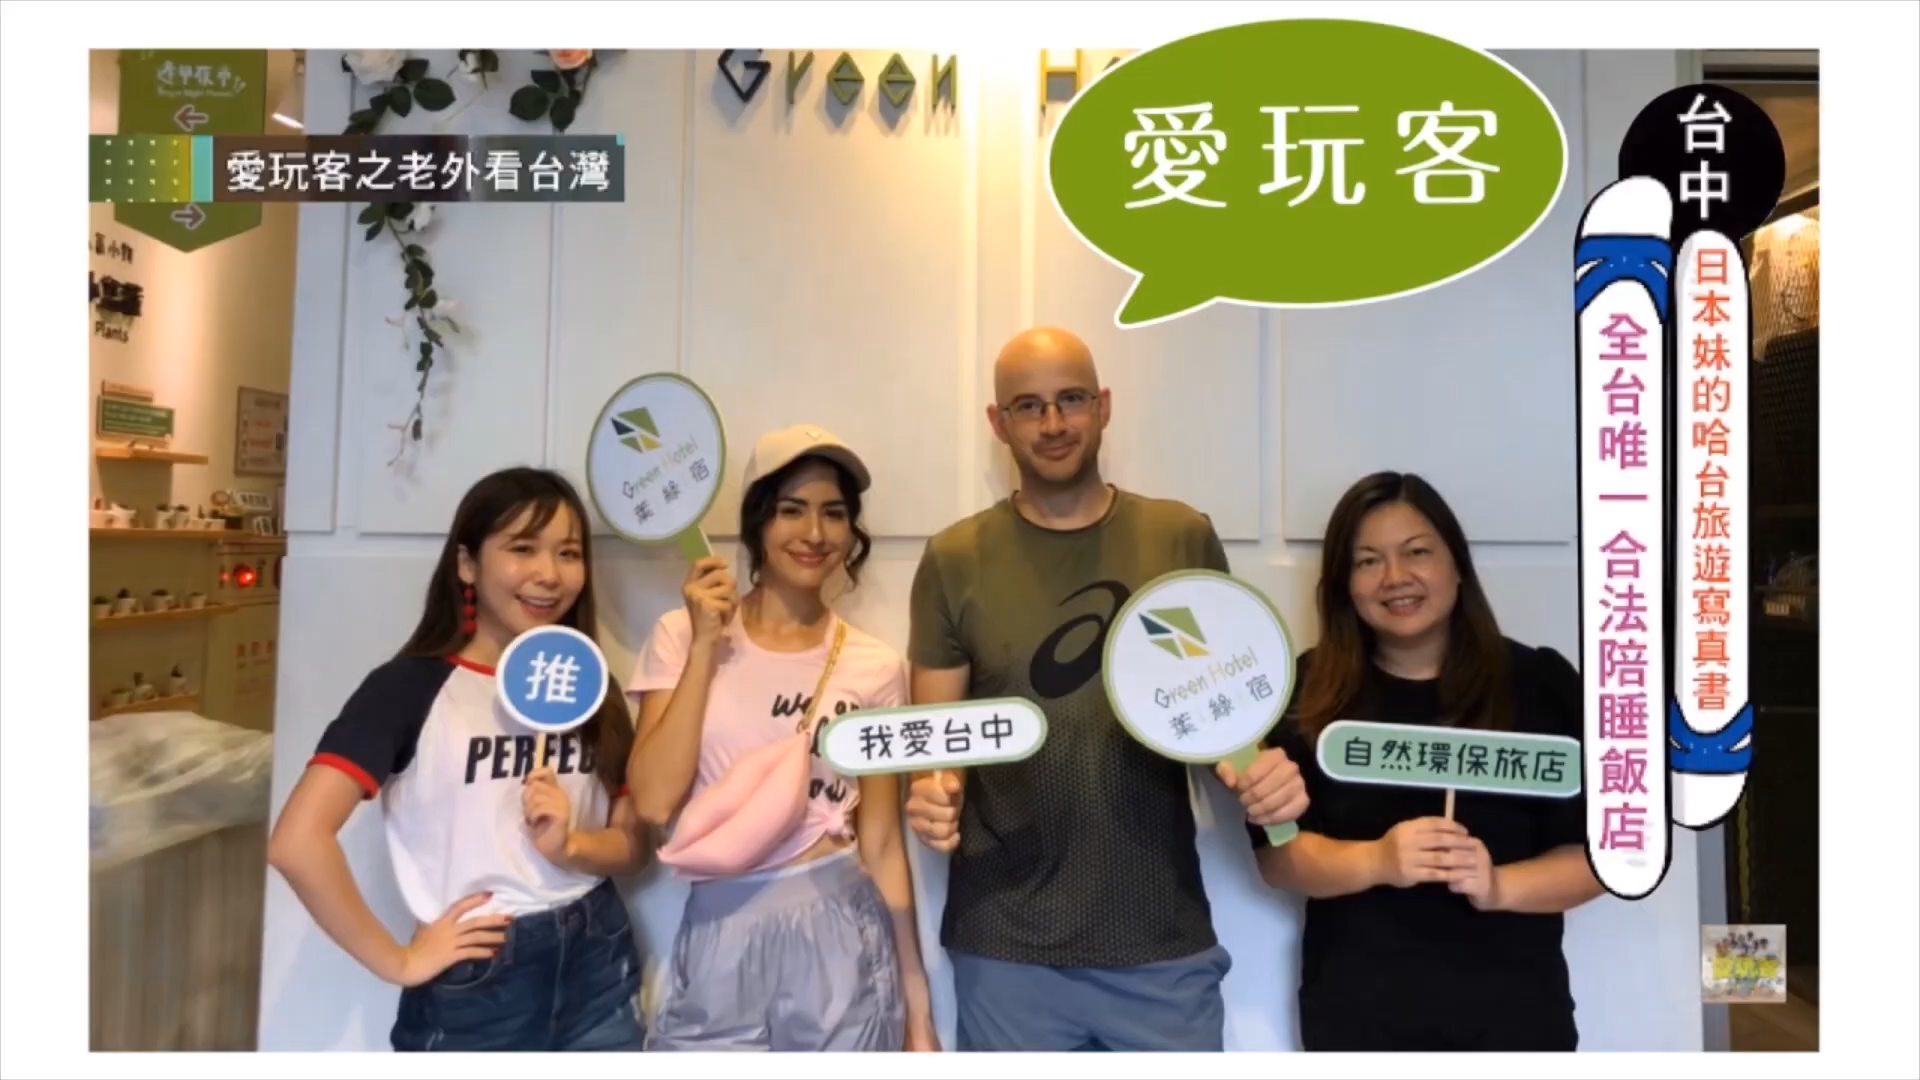 Green
愛玩客
愛玩客之老外看台灣
台中
日本妹的哈台旅遊寫真書
全台唯一合法陪睡飯店
Plants
Green Hotel
葉綠宿
推
PERFEC
我愛台中
Green Hotel
葉綠宿
自然環保旅店